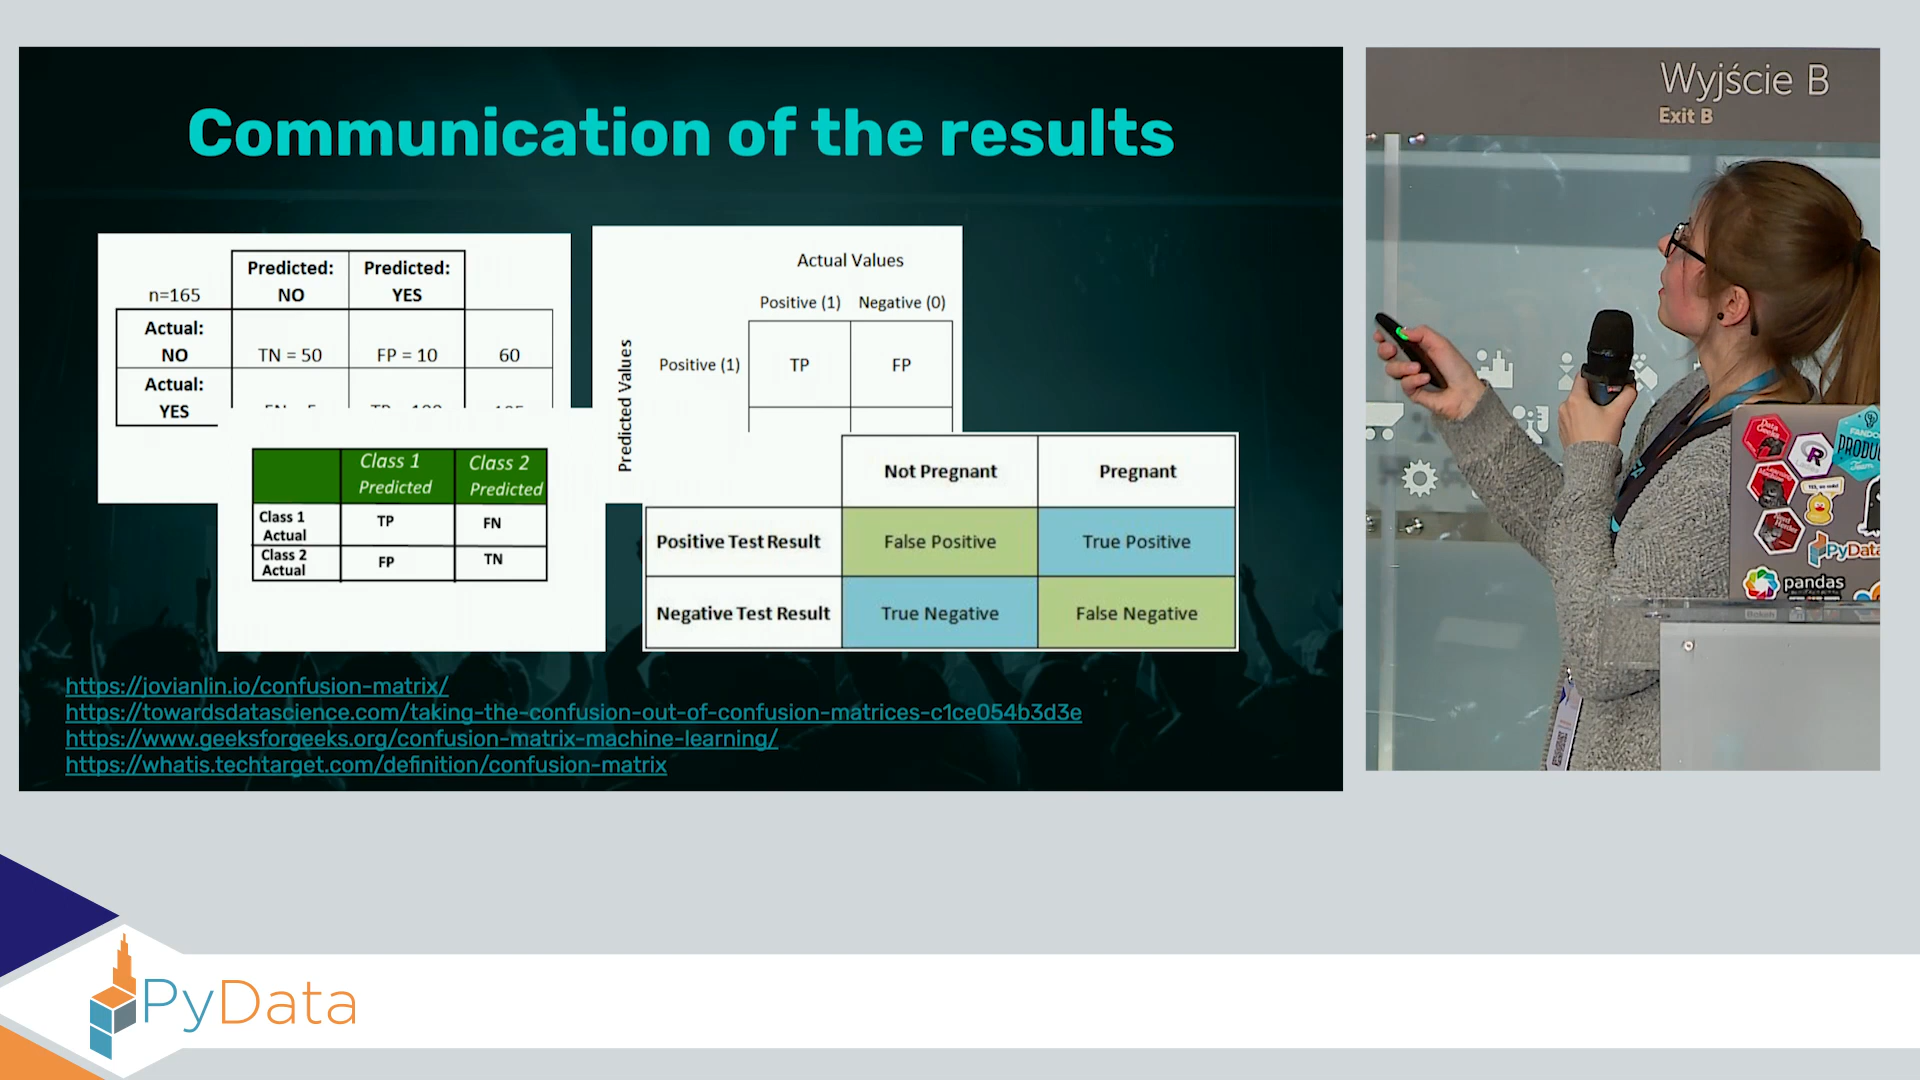 Communication of the results
n=165
Predicted: NO
Predicted: YES
Actual: NO
TN = 50
FP = 10
60
Actual: YES
Actual Values
Positive (1)
Negative (0)
Predicted Values
Positive (1)
TP
FP
Class 1 Predicted
Class 2 Predicted
Class 1 Actual
TP
FN
Class 2 Actual
FP
TN
Not Pregnant
Pregnant
Positive Test Result
False Positive
True Positive
Negative Test Result
True Negative
False Negative
https://jovianlin.io/confusion-matrix/
https://towardsdatascience.com/taking-the-confusion-out-of-confusion-matrices-c1ce054b3d3e
https://www.geeksforgeeks.org/confusion-matrix-machine-learning/
https://whatis.techtarget.com/definition/confusion-matrix
Wyjście B
Exit B
R
PyData
pandas
PyData